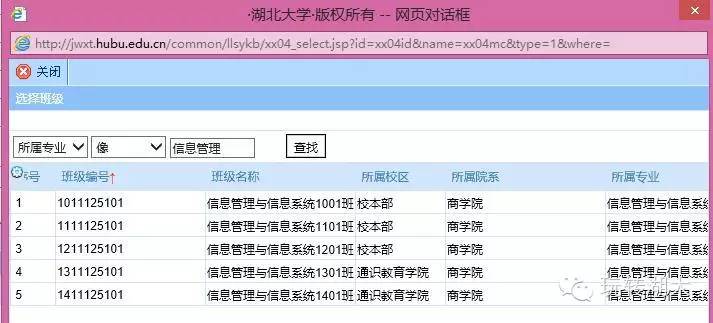 ·湖北大学·版权所有 -- 网页对话框
http://jwxt.hubu.edu.cn/common/llsykb/xx04_select.jsp?id=xx04id&name=xx04mc&type=1&where=
关闭
选择班级
所属专业 像 信息管理 查找
号 班级编号↑ 班级名称 所属校区 所属院系 所属专业
1 1011125101 信息管理与信息系统1001班 校本部 商学院 信息管理与信息系
2 1111125101 信息管理与信息系统1101班 校本部 商学院 信息管理与信息系
3 1211125101 信息管理与信息系统1201班 校本部 商学院 信息管理与信息系
4 1311125101 信息管理与信息系统1301班 通识教育学院 商学院 信息管理与信息系
5 1411125101 信息管理与信息系统1401班 通识教育学院 商学院 信息管理与信息系
玩转湖大